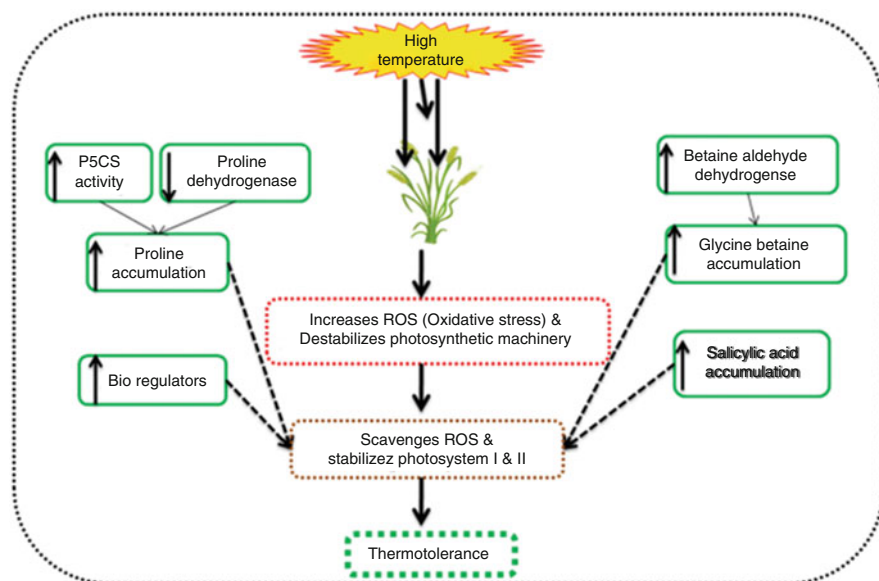 High
temperature
P5CS
activity
Proline
dehydrogenase
Betaine aldehyde
dehydrogense
Proline
accumulation
Glycine betaine
accumulation
Increases ROS (Oxidative stress) &
Destabilizes photosynthetic machinery
Bio regulators
Salicylic acid
accumulation
Scavenges ROS &
stabilizez photosystem I & II
Thermotolerance